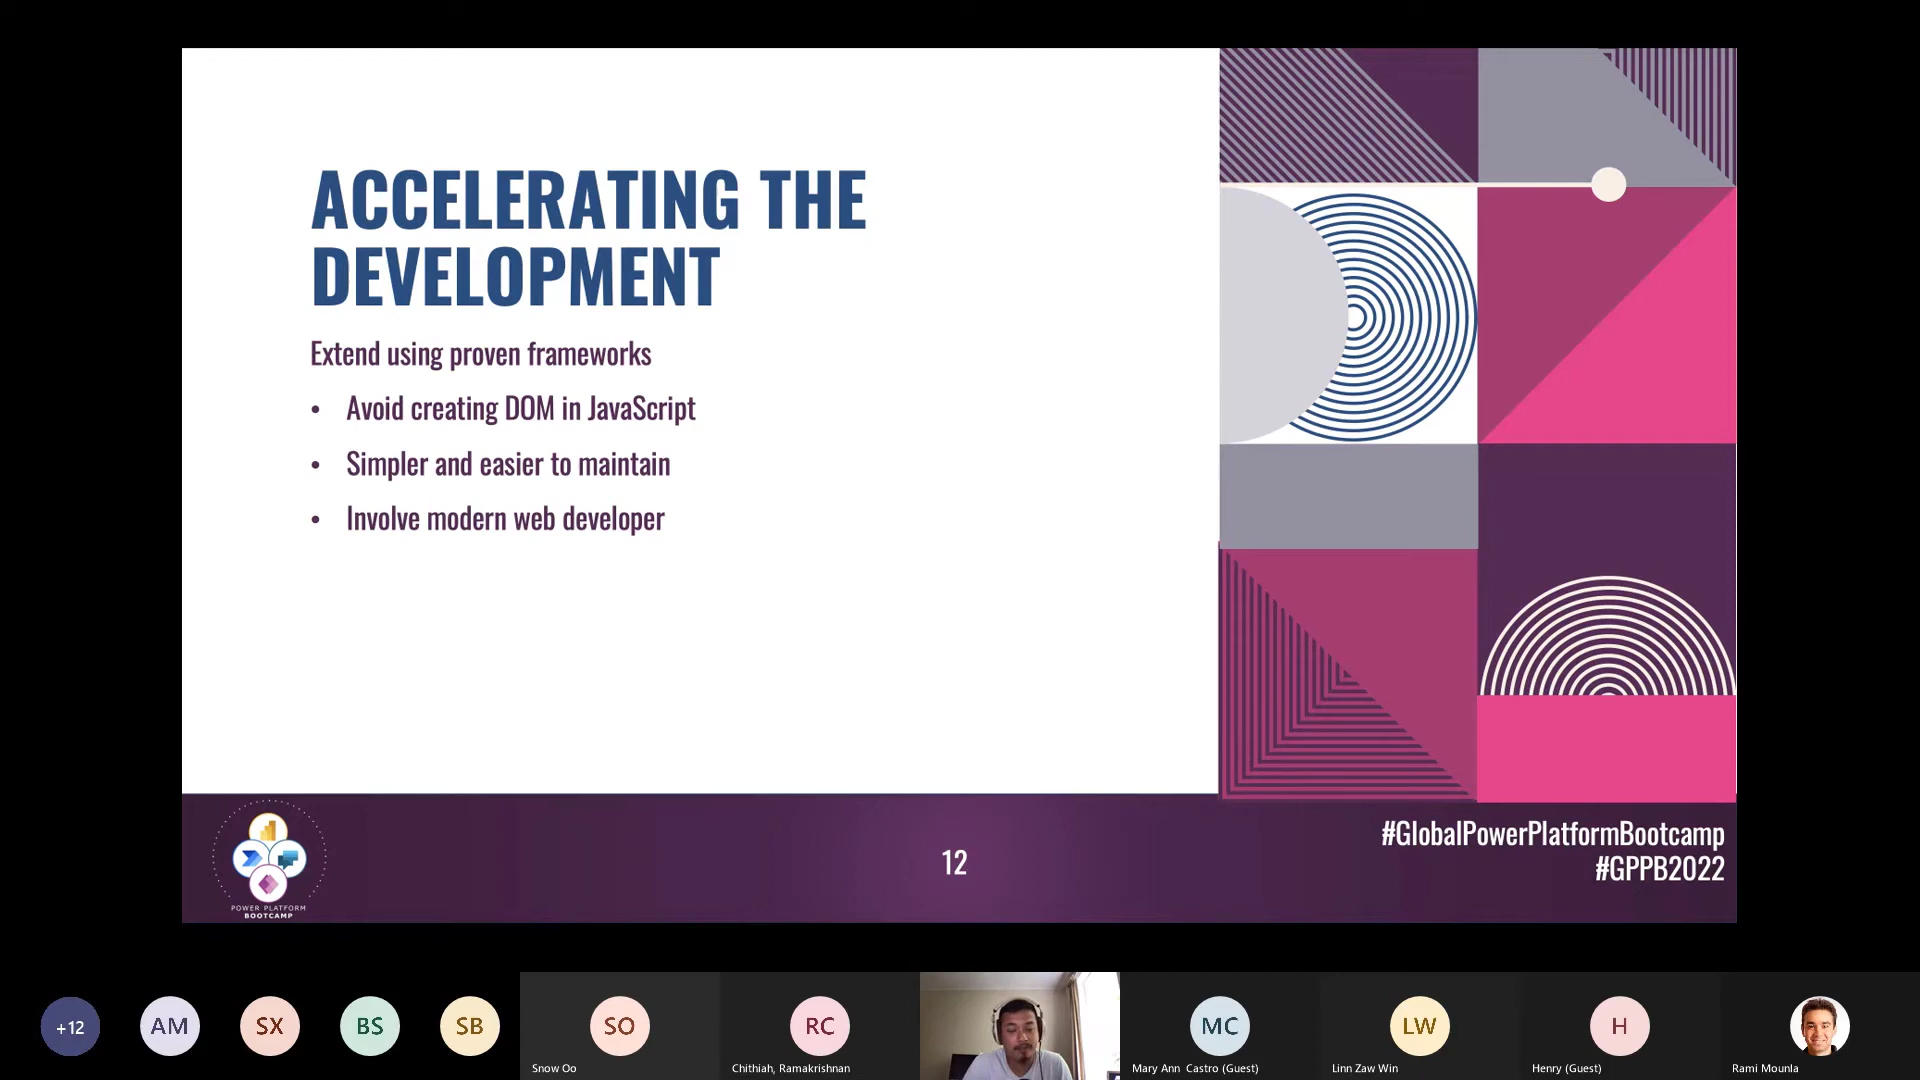 ACCELERATING THE
DEVELOPMENT
Extend using proven frameworks
• Avoid creating DOM in JavaScript
• Simpler and easier to maintain
• Involve modern web developer
POWER PLATFORM
BOOTCAMP
12
#GlobalPowerPlatformBootcamp
#GPPB2022
+12
AM
SX
BS
SB
SO
Snow Oo
RC
Chithiah, Ramakrishnan
MC
Mary Ann Castro (Guest)
LW
Linn Zaw Win
H
Henry (Guest)
Rami Mounla